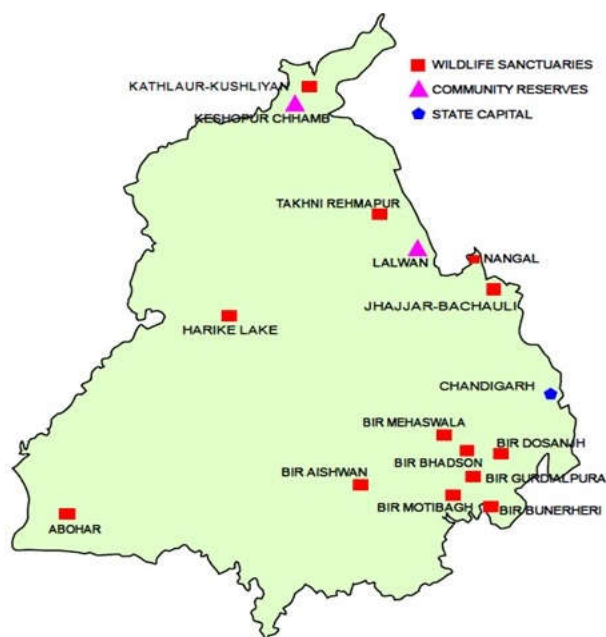 WILDLIFE SANCTUARIES
COMMUNITY RESERVES
STATE CAPITAL
KATHLAUR-KUSHLIYAN
KESHOPUR CHHAMB
TAKHNI REHMAPUR
LALWAN
NANGAL
JHAJJAR-BACHAULI
HARIKE LAKE
CHANDIGARH
BIR MEHASWALA
BIR DOSANJH
BIR BHADSON
BIR AISHWAN
BIR GURDIALPURA
BIR MOTIBAGH
BIR BUNERHERI
ABOHAR